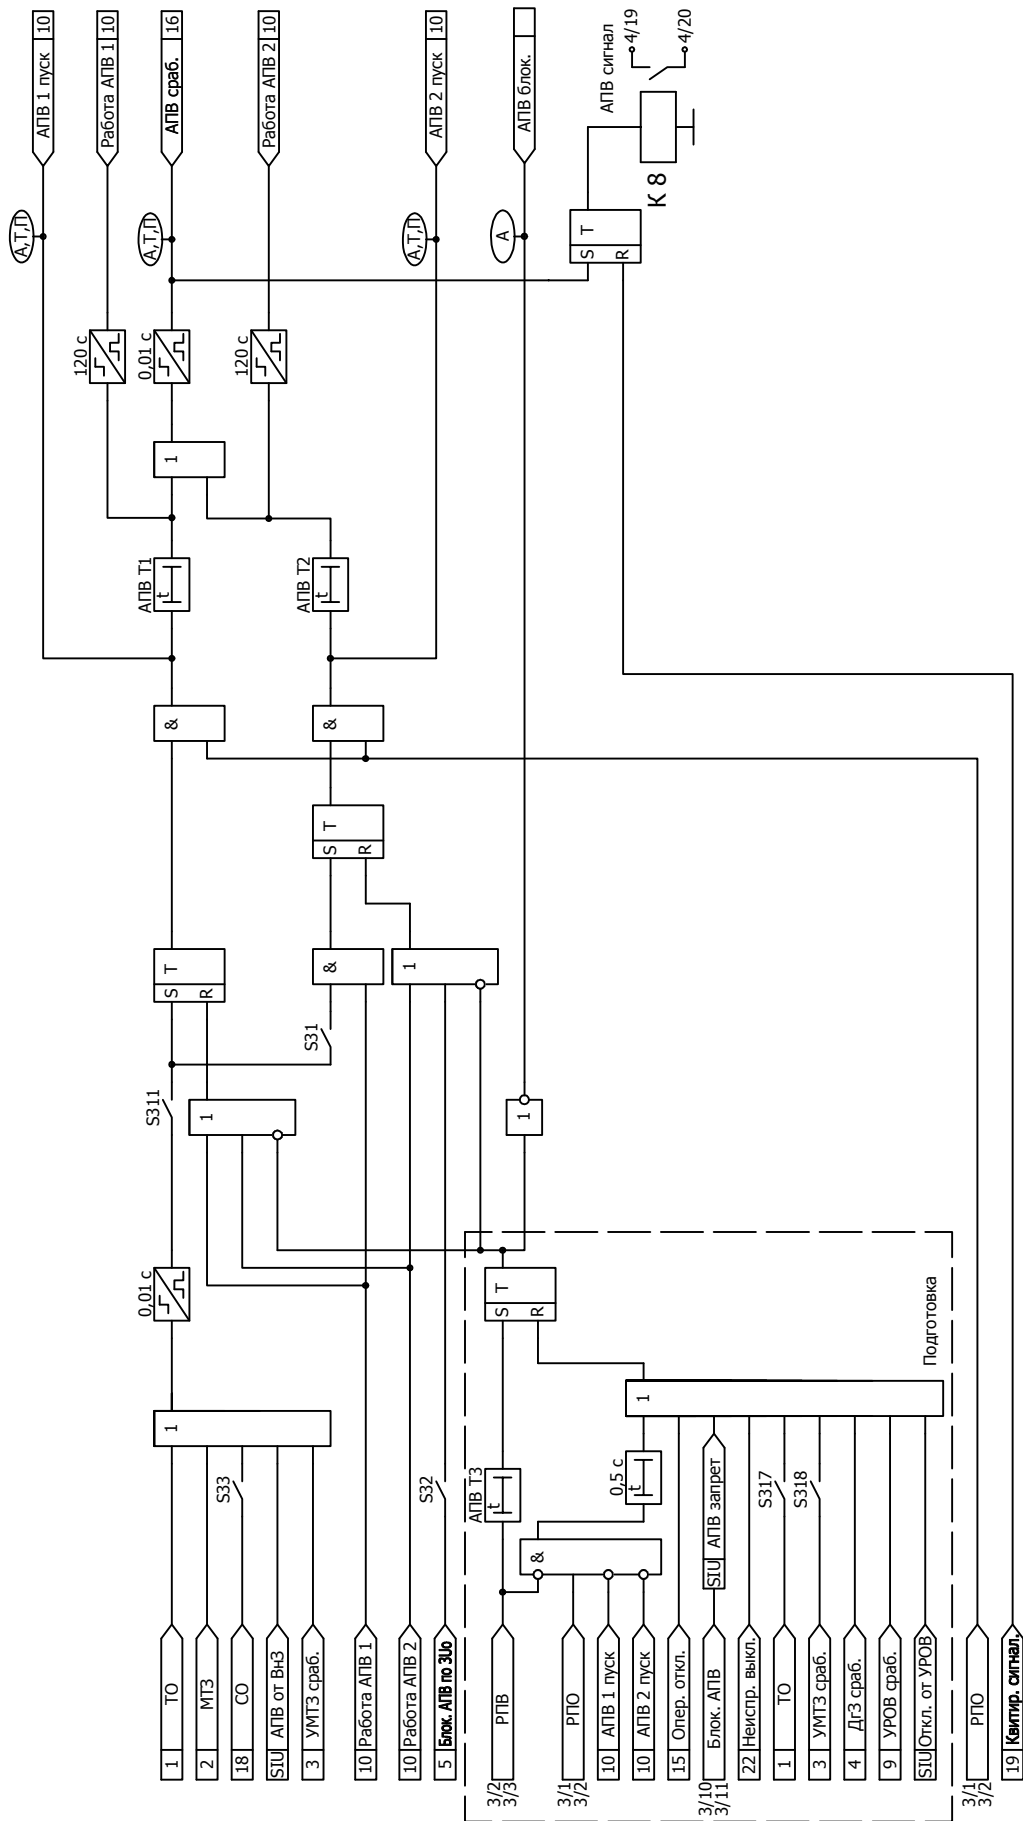 1 ТО
2 МТЗ
18 СО
SIU АПВ от ВнЗ
3 УМТЗ сраб.
10 Работа АПВ 1
10 Работа АПВ 2
5 Блок. АПВ по 3Uo
3/2
3/3
РПВ
3/1
3/2
РПО
10 АПВ 1 пуск
10 АПВ 2 пуск
15 Опер. откл.
3/10
3/11
Блок. АПВ
SIU АПВ запрет
22 Неиспр. выкл.
1 ТО
3 УМТЗ сраб.
4 ДгЗ сраб.
9 УРОВ сраб.
SIU Откл. от УРОВ
3/1
3/2
РПО
19 Квитир. сигнал.
S33
S32
S317
S318
АПВ Т3
t
0,5 с
t
&
1
1
0,01 с
S T
R
Подготовка
S311
1
S31
1
1
S T
R
&
S T
R
&
&
АПВ Т1
t
АПВ Т2
t
1
120 с
0,01 с
120 с
S T
R
К 8
АПВ сигнал
4/19
4/20
А,Т,П
А,Т,П
А,Т,П
А
АПВ 1 пуск 10
Работа АПВ 1 10
АПВ сраб. 16
Работа АПВ 2 10
АПВ 2 пуск 10
АПВ блок.